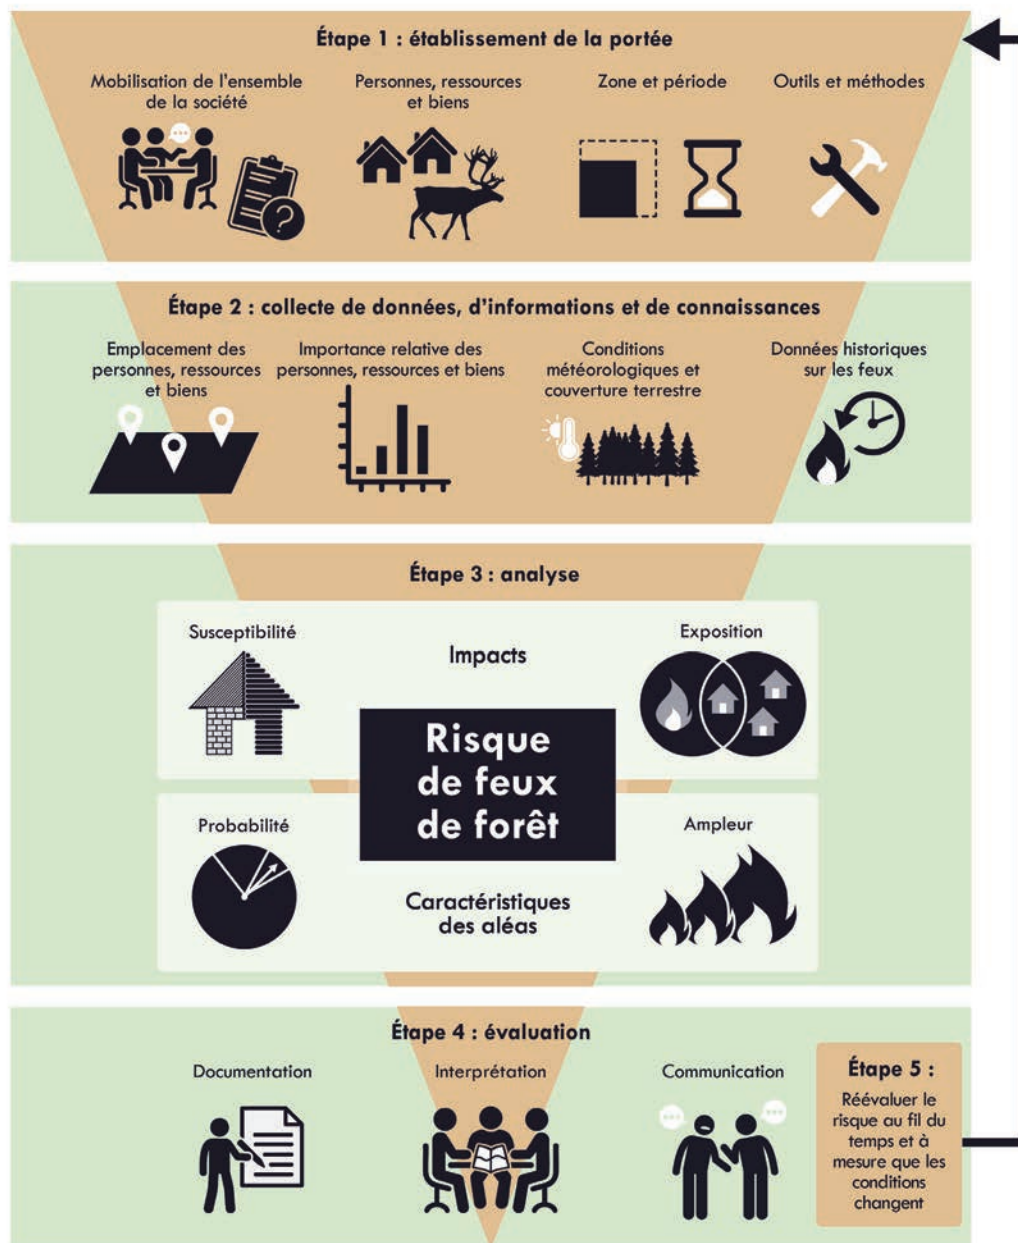 Étape 1 : établissement de la portée
Mobilisation de l'ensemble
de la société
Personnes, ressources
et biens
Zone et période
Outils et méthodes
?
Étape 2 : collecte de données, d'informations et de connaissances
Emplacement des
personnes, ressources
et biens
Importance relative des
personnes, ressources et biens
Conditions
météorologiques et
couverture terrestre
Données historiques
sur les feux
Étape 3 : analyse
Susceptibilité
Impacts
Exposition
Risque
de feux
de forêt
Probabilité
Ampleur
Caractéristiques
des aléas
Étape 4 : évaluation
Documentation
Interprétation
Communication
Étape 5 :
Réévaluer le
risque au fil du
temps et à
mesure que les
conditions
changent